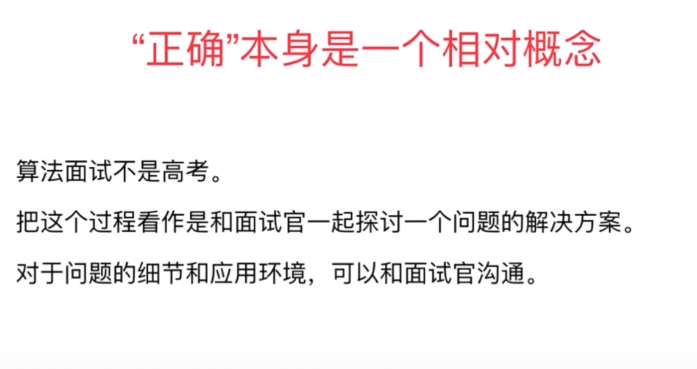 “正确”本身是一个相对概念
算法面试不是高考。
把这个过程看作是和面试官一起探讨一个问题的解决方案。
对于问题的细节和应用环境，可以和面试官沟通。